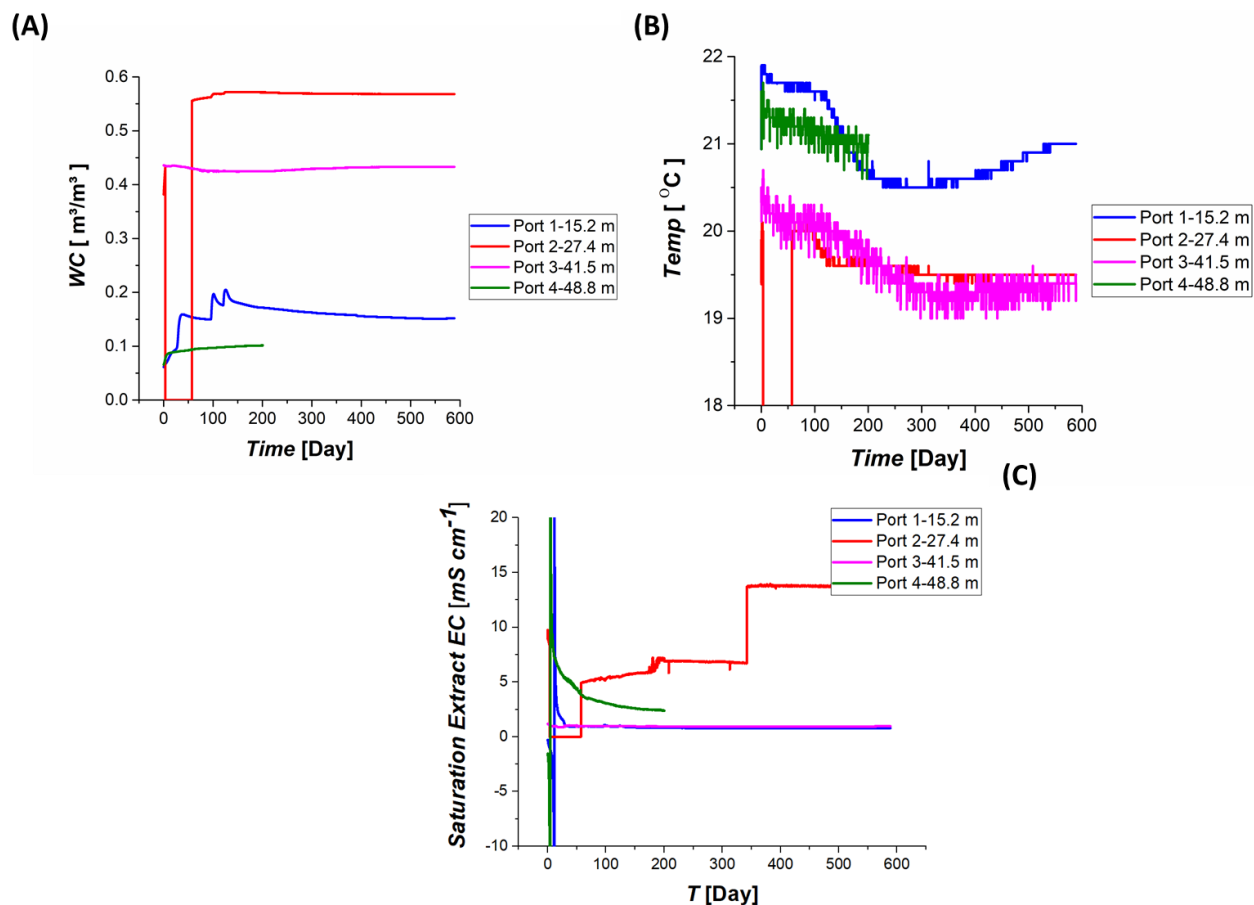 (A)
WC [ m³/m³ ]
0.6
0.5
0.4
0.3
0.2
0.1
0.0
0 100 200 300 400 500 600
Time [Day]
Port 1-15.2 m
Port 2-27.4 m
Port 3-41.5 m
Port 4-48.8 m
(B)
Temp [ °C ]
22
21
20
19
18
0 100 200 300 400 500 600
Time [Day]
Port 1-15.2 m
Port 2-27.4 m
Port 3-41.5 m
Port 4-48.8 m
(C)
Saturation Extract EC [mS cm⁻¹]
20
15
10
5
0
-5
-10
0 100 200 300 400 500 600
T [Day]
Port 1-15.2 m
Port 2-27.4 m
Port 3-41.5 m
Port 4-48.8 m